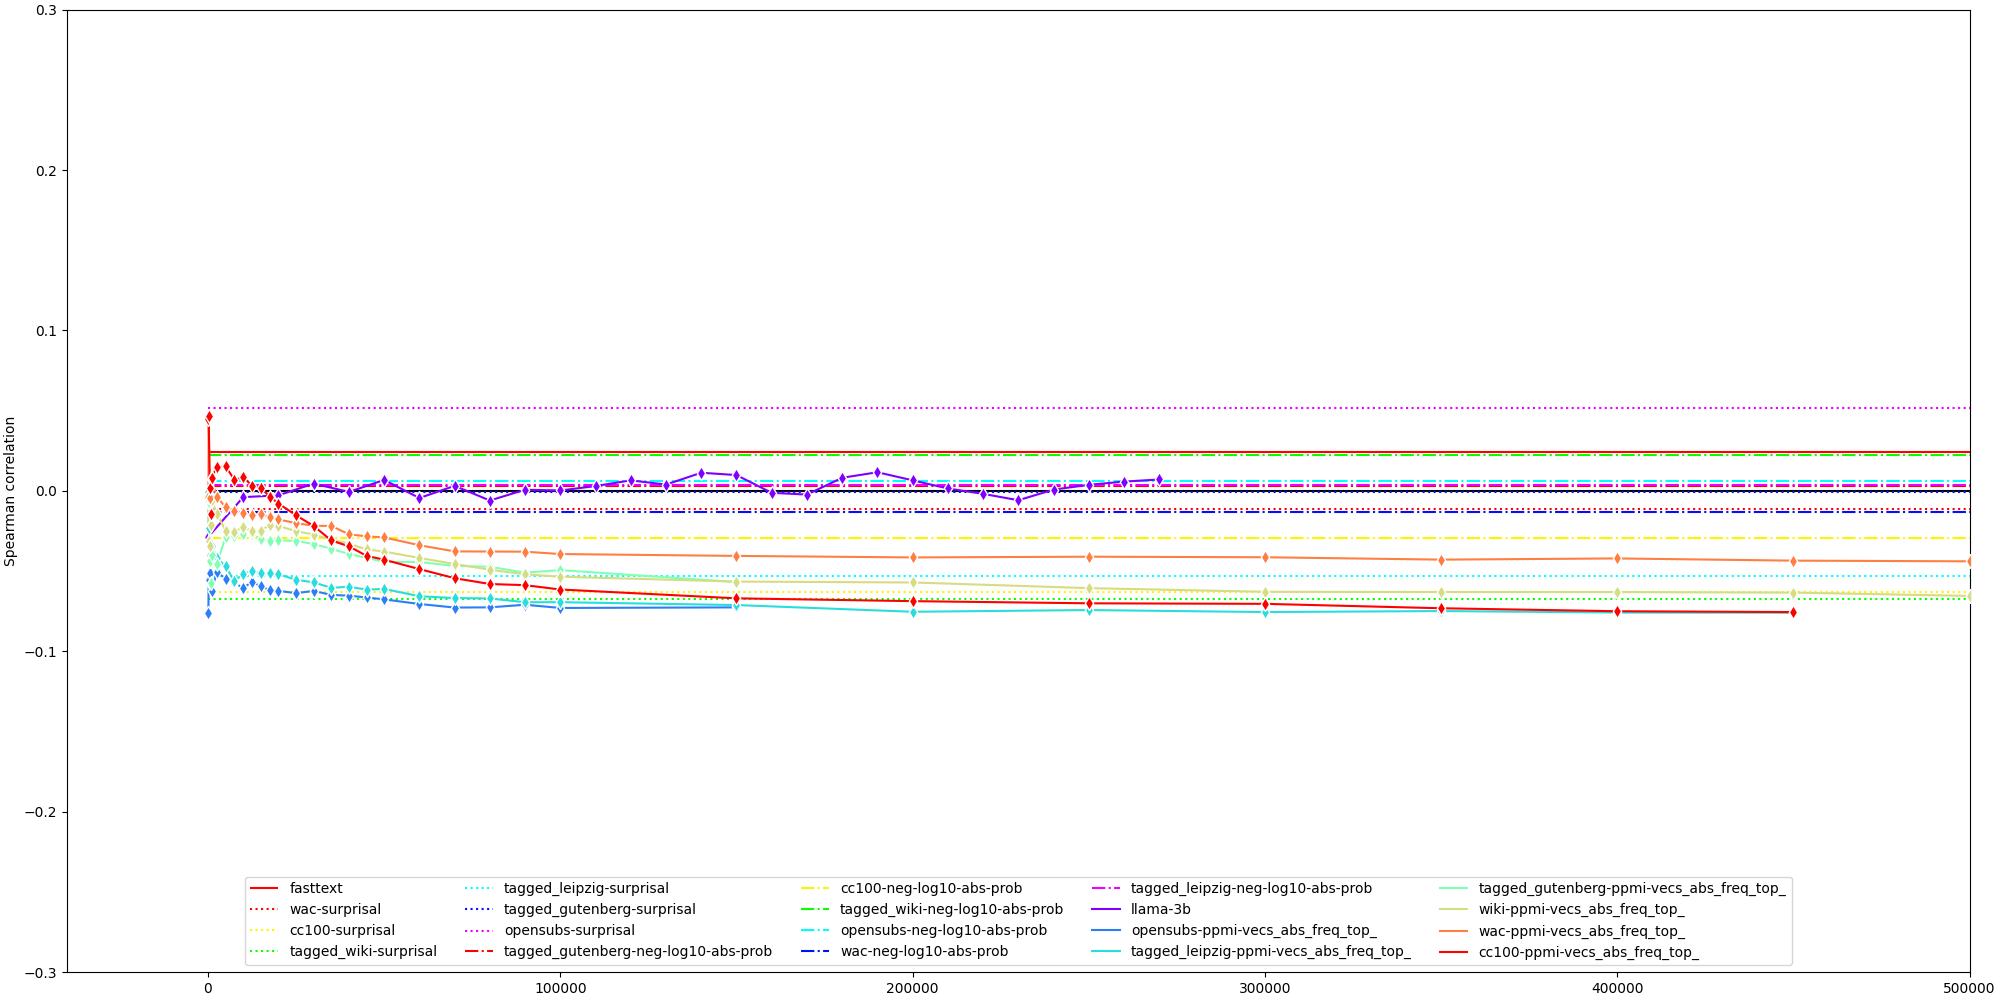 0.3
0.2
0.1
0.0
−0.1
−0.2
−0.3
Spearman correlation
fasttext
wac-surprisal
cc100-surprisal
tagged_wiki-surprisal
tagged_leipzig-surprisal
tagged_gutenberg-surprisal
opensubs-surprisal
tagged_gutenberg-neg-log10-abs-prob
cc100-neg-log10-abs-prob
tagged_wiki-neg-log10-abs-prob
opensubs-neg-log10-abs-prob
wac-neg-log10-abs-prob
tagged_leipzig-neg-log10-abs-prob
llama-3b
opensubs-ppmi-vecs_abs_freq_top_
tagged_leipzig-ppmi-vecs_abs_freq_top_
tagged_gutenberg-ppmi-vecs_abs_freq_top_
wiki-ppmi-vecs_abs_freq_top_
wac-ppmi-vecs_abs_freq_top_
cc100-ppmi-vecs_abs_freq_top_
0 100000 200000 300000 400000 500000